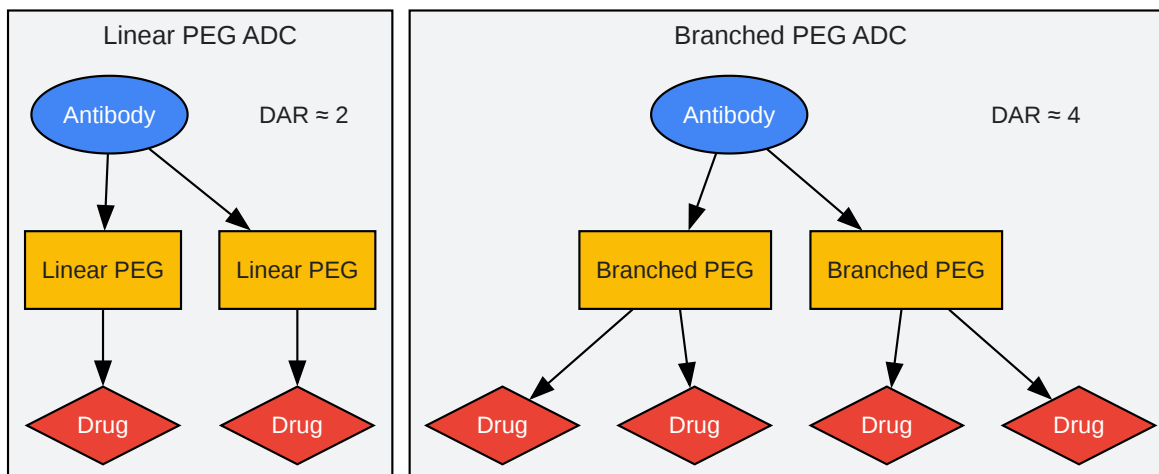 Linear PEG ADC
Antibody
DAR ≈ 2
Linear PEG
Linear PEG
Drug
Drug
Branched PEG ADC
Antibody
DAR ≈ 4
Branched PEG
Branched PEG
Drug
Drug
Drug
Drug